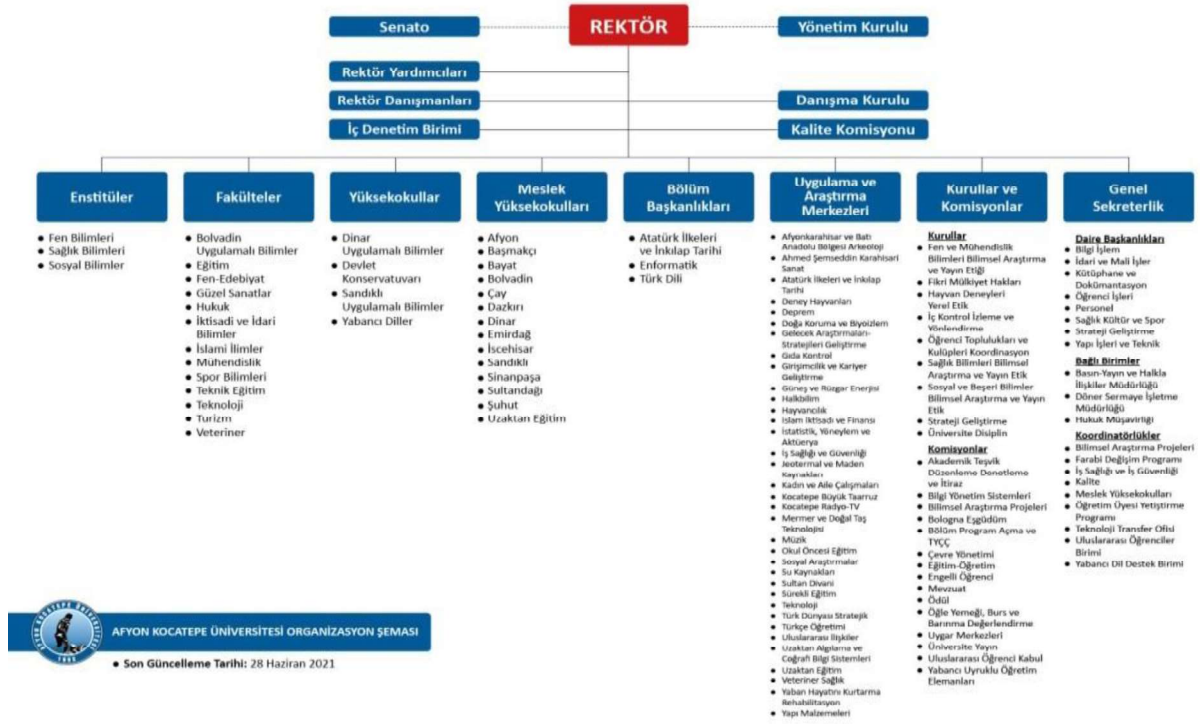 Senato
REKTÖR
Yönetim Kurulu
Rektör Yardımcıları
Rektör Danışmanları
Danışma Kurulu
İç Denetim Birimi
Kalite Komisyonu
Enstitüler
• Fen Bilimleri
• Sağlık Bilimleri
• Sosyal Bilimler
Fakülteler
• Bolvadin
Uygulamalı Bilimler
• Eğitim
• Fen-Edebiyat
• Güzel Sanatlar
• Hukuk
• İktisadi ve İdari
Bilimler
• İslami İlimler
• Mühendislik
• Spor Bilimleri
• Teknik Eğitim
• Teknoloji
• Turizm
• Veteriner
Yüksekokullar
• Dinar
Uygulamalı Bilimler
• Devlet
Konservatuvarı
• Sandıklı
Uygulamalı Bilimler
• Yabancı Diller
Meslek
Yüksekokulları
• Afyon
• Başmakçı
• Bayat
• Bolvadin
• Çay
• Dazkırı
• Dinar
• Emirdağ
• İscehisar
• Sandıklı
• Sinanpaşa
• Sultandağı
• Şuhut
• Uzaktan Eğitim
Bölüm
Başkanlıkları
• Atatürk İlkeleri
ve İnkılap Tarihi
• Enformatik
• Türk Dili
Uygulama ve
Araştırma
Merkezleri
• Afyonkarahisar ve Batı
Anadolu Bölgesi Arkeoloji
• Ahmed Şemseddin Karahisari
Sanat
• Atatürk İlkeleri ve İnkılap
Tarihi
• Deney Hayvanları
• Deprem
• Doğa Koruma ve Biyoizlem
• Gelecek Araştırmaları-
Stratejileri Geliştirme
• Gıda Kontrol
• Girişimcilik ve Kariyer
Geliştirme
• Güneş ve Rüzgar Enerjisi
• Halkbilim
• Hayvancılık
• İslam İktisadı ve Finansı
• İstatistik, Yöneylem ve
Aktüerya
• İş Sağlığı ve Güvenliği
• Jeotermal ve Maden
Kaynakları
• Kadın ve Aile Çalışmaları
• Kocatepe Büyük Taarruz
• Kocatepe Radyo-TV
• Mermer ve Doğal Taş
Teknolojisi
• Müzik
• Okul Öncesi Eğitim
• Sosyal Araştırmalar
• Su Kaynakları
• Sultan Divani
• Sürekli Eğitim
• Teknoloji
• Türk Dünyası Stratejik
• Türkçe Öğretimi
• Uluslararası İlişkiler
• Uzaktan Algılama ve
Coğrafi Bilgi Sistemleri
• Uzaktan Eğitim
• Veteriner Sağlık
• Yaban Hayatını Kurtarma
Rehabilitasyon
• Yapı Malzemeleri
Kurullar ve
Komisyonlar
Kurullar
• Fen ve Mühendislik
Bilimleri Bilimsel Araştırma
ve Yayın Etiği
• Fikri Mülkiyet Hakları
• Hayvan Deneyleri
Yerel Etik
• İç Kontrol İzleme ve
Yönlendirme
• Öğrenci Toplulukları ve
Kulüpleri Koordinasyon
• Sağlık Bilimleri Bilimsel
Araştırma ve Yayın Etik
• Sosyal ve Beşeri Bilimler
Bilimsel Araştırma ve Yayın
Etik
• Strateji Geliştirme
• Üniversite Disiplin
Komisyonlar
• Akademik Teşvik
Düzenleme Denetleme
ve İtiraz
• Bilgi Yönetim Sistemleri
• Bilimsel Araştırma Projeleri
• Bologna Eşgüdüm
• Bölüm Program Açma ve
TYÇÇ
• Çevre Yönetimi
• Eğitim-Öğretim
• Engelli Öğrenci
• Mevzuat
• Ödül
• Öğle Yemeği, Burs ve
Barınma Değerlendirme
• Uygar Merkezleri
• Üniversite Yayın
• Uluslararası Öğrenci Kabul
• Yabancı Uyruklu Öğretim
Elemanları
Genel
Sekreterlik
Daire Başkanlıkları
• Bilgi İşlem
• İdari ve Mali İşler
• Kütüphane ve
Dokümantasyon
• Öğrenci İşleri
• Personel
• Sağlık Kültür ve Spor
• Strateji Geliştirme
• Yapı İşleri ve Teknik
Bağlı Birimler
• Basın-Yayın ve Halkla
İlişkiler Müdürlüğü
• Döner Sermaye İşletme
Müdürlüğü
• Hukuk Müşavirliği
Koordinatörlükler
• Bilimsel Araştırma Projeleri
• Farabi Değişim Programı
• İş Sağlığı ve İş Güvenliği
• Kalite
• Meslek Yüksekokulları
• Öğretim Üyesi Yetiştirme
Programı
• Teknoloji Transfer Ofisi
• Uluslararası Öğrenciler
Birimi
• Yabancı Dil Destek Birimi
AFYON KOCATEPE ÜNİVERSİTESİ
1992
AFYON KOCATEPE ÜNİVERSİTESİ ORGANİZASYON ŞEMASI
• Son Güncelleme Tarihi: 28 Haziran 2021